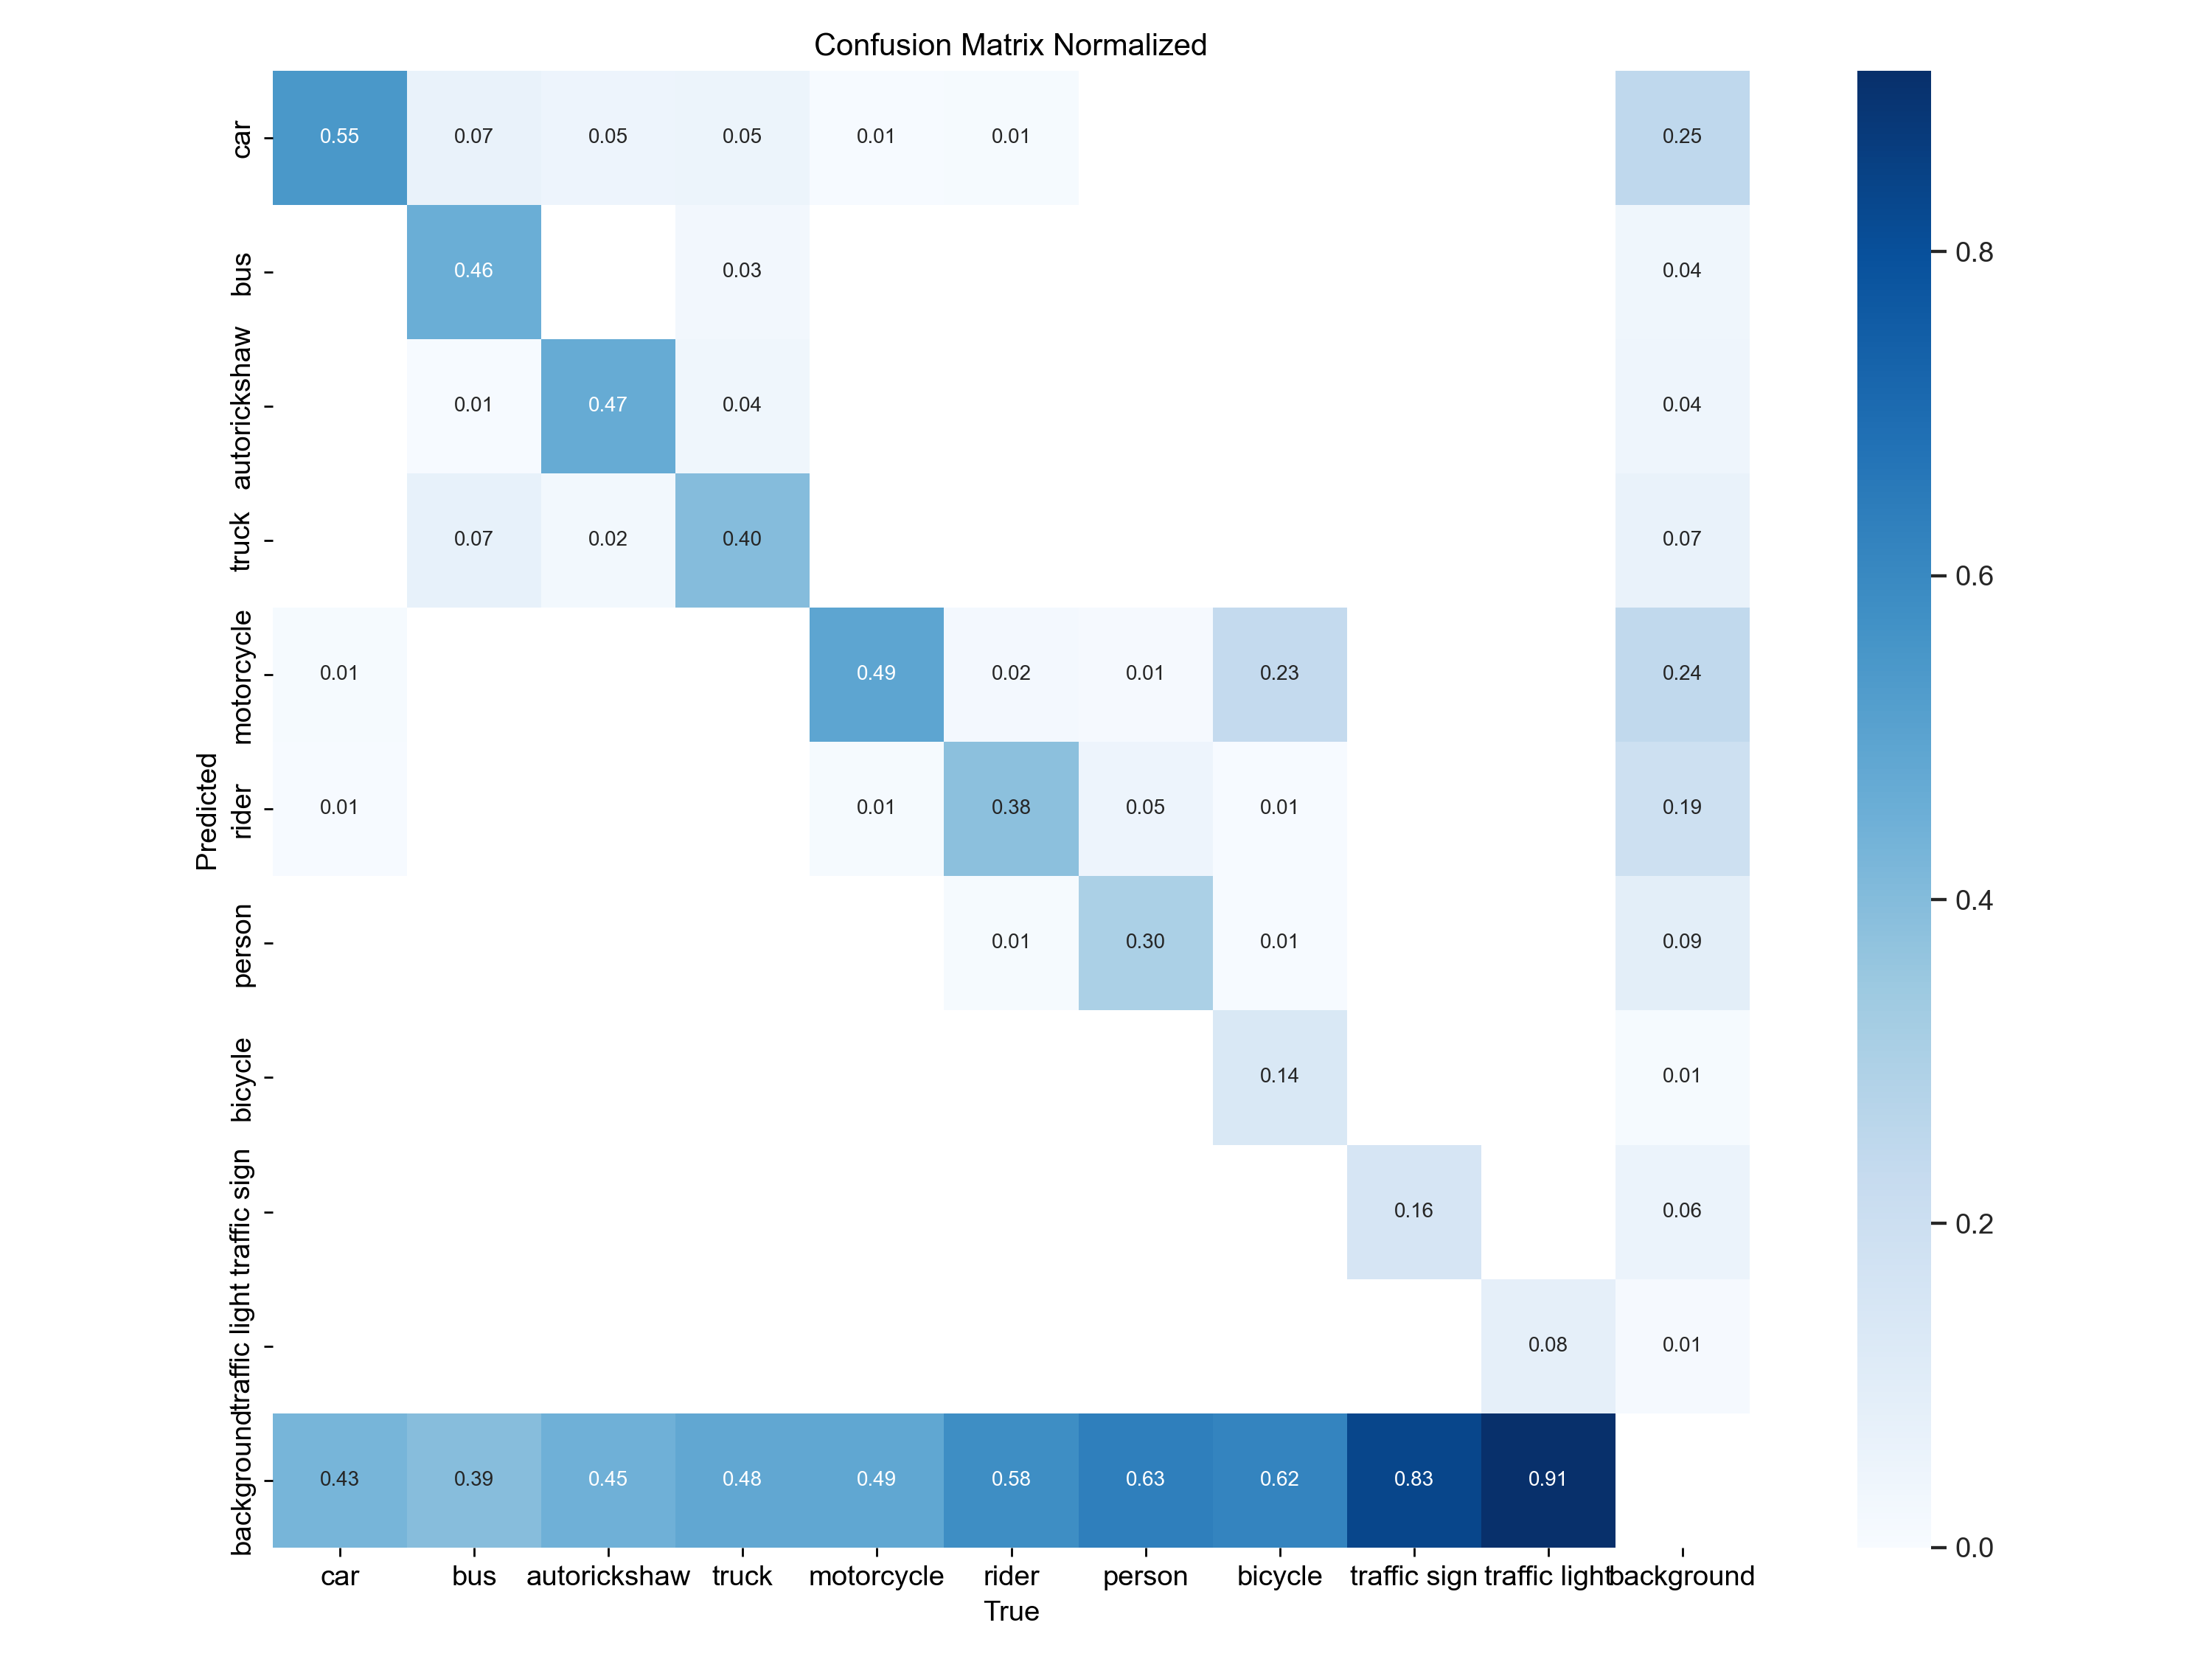 Confusion Matrix Normalized
car 0.55 0.07 0.05 0.05 0.01 0.01 0.25
bus 0.46 0.03 0.04
autorickshaw 0.01 0.47 0.04 0.04
truck 0.07 0.02 0.40 0.07
motorcycle 0.01 0.49 0.02 0.01 0.23 0.24
rider 0.01 0.01 0.38 0.05 0.01 0.19
person 0.01 0.30 0.01 0.09
bicycle 0.14 0.01
traffic sign 0.16 0.06
traffic light 0.08 0.01
background 0.43 0.39 0.45 0.48 0.49 0.58 0.63 0.62 0.83 0.91
car bus autorickshaw truck motorcycle rider person bicycle traffic sign traffic light background
True
Predicted
0.8
0.6
0.4
0.2
0.0